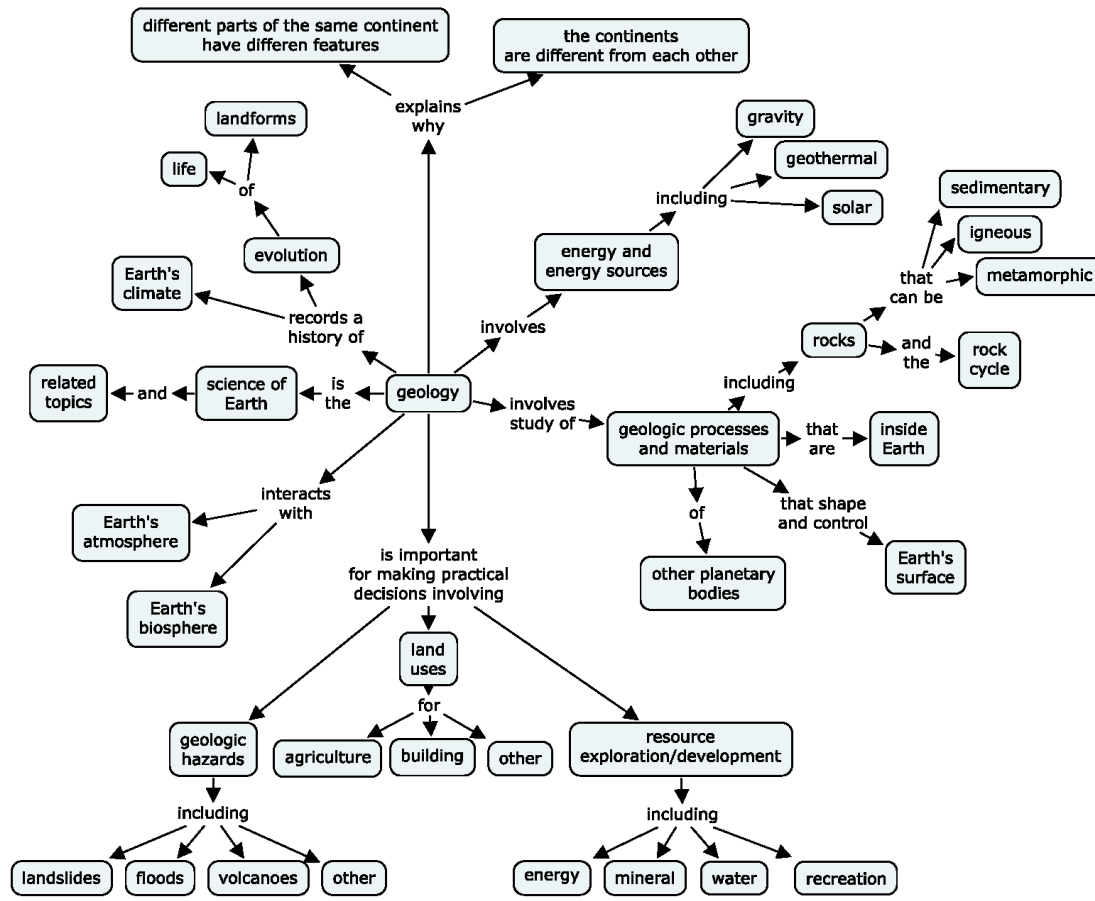 different parts of the same continent
have differen features
the continents
are different from each other
explains
why
landforms
life
of
evolution
Earth's
climate
records a
history of
gravity
geothermal
solar
including
energy and
energy sources
involves
sedimentary
igneous
metamorphic
that
can be
rocks
and
the
rock
cycle
including
related
topics
and
science of
Earth
is
the
geology
involves
study of
geologic processes
and materials
that
are
inside
Earth
of
that shape
and control
other planetary
bodies
Earth's
surface
interacts
with
Earth's
atmosphere
Earth's
biosphere
is important
for making practical
decisions involving
land
uses
for
agriculture
building
other
geologic
hazards
including
landslides
floods
volcanoes
other
resource
exploration/development
including
energy
mineral
water
recreation